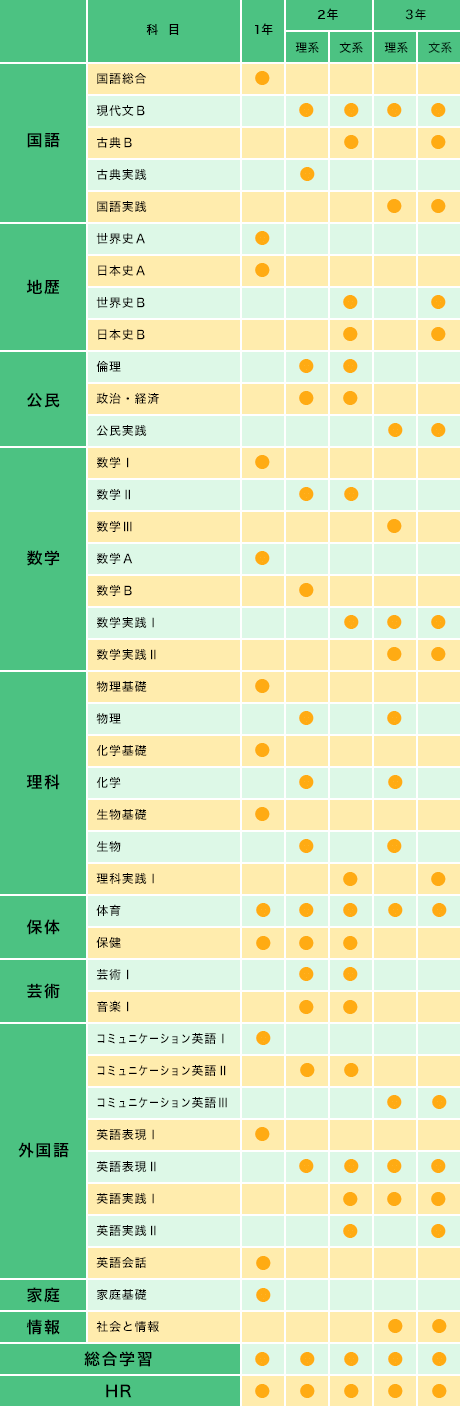 科 目
1年
2年
3年
理系
文系
理系
文系
国語
国語総合
現代文B
古典B
古典実践
国語実践
地歴
世界史A
日本史A
世界史B
日本史B
公民
倫理
政治・経済
公民実践
数学
数学Ⅰ
数学Ⅱ
数学Ⅲ
数学A
数学B
数学実践Ⅰ
数学実践Ⅱ
理科
物理基礎
物理
化学基礎
化学
生物基礎
生物
理科実践Ⅰ
保体
体育
保健
芸術
芸術Ⅰ
音楽Ⅰ
外国語
コミュニケーション英語Ⅰ
コミュニケーション英語Ⅱ
コミュニケーション英語Ⅲ
英語表現Ⅰ
英語表現Ⅱ
英語実践Ⅰ
英語実践Ⅱ
英語会話
家庭
家庭基礎
情報
社会と情報
総合学習
HR